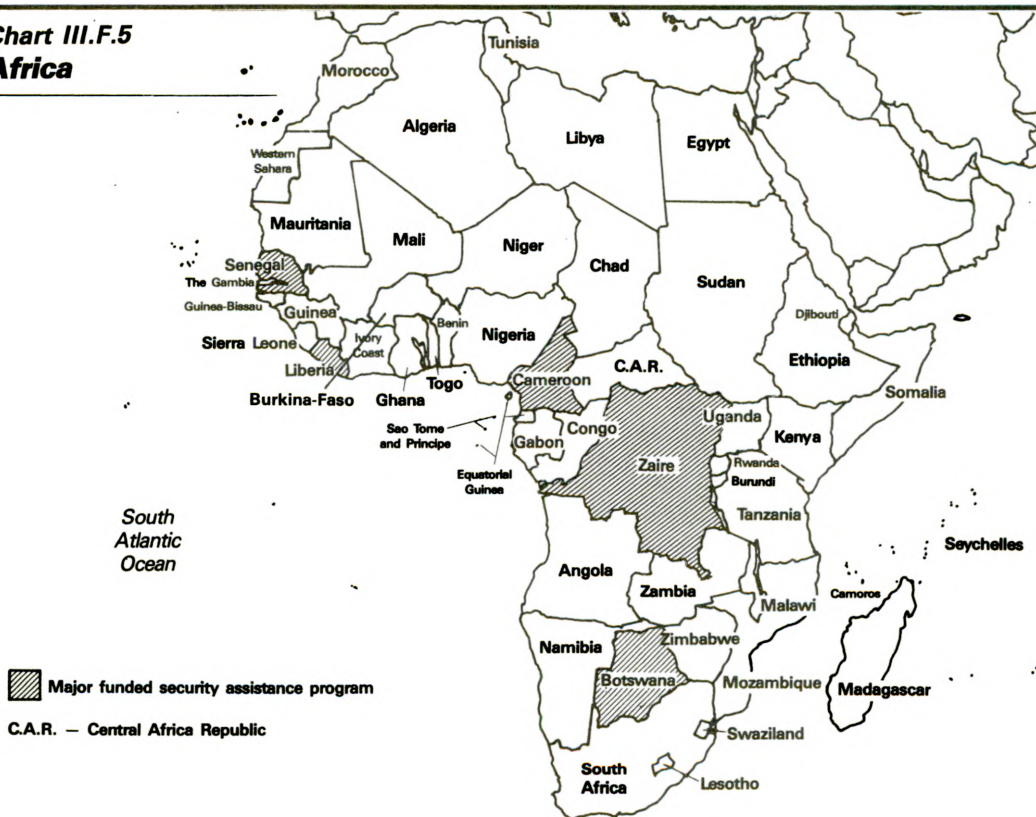 Chart III.F.5
Africa
Tunisia
Morocco
Algeria
Libya
Egypt
Western
Sahara
Mauritania
Mali
Niger
Chad
Sudan
Senegal
The Gambia
Guinea-Bissau
Guinea
Djibouti
Benin
Nigeria
Sierra Leone
Ivory
Coast
Ethiopia
Liberia
Togo
Cameroon
C.A.R.
Somalia
Burkina-Faso
Ghana
Sao Tome
and Principe
Congo
Uganda
Kenya
Gabon
Zaire
Rwanda
Equatorial
Guinea
Burundi
Tanzania
South
Atlantic
Ocean
Seychelles
Angola
Zambia
Camoros
Malawi
Namibia
Zimbabwe
Botswana
Mozambique
Madagascar
Major funded security assistance program
C.A.R. — Central Africa Republic
Swaziland
South
Africa
Lesotho